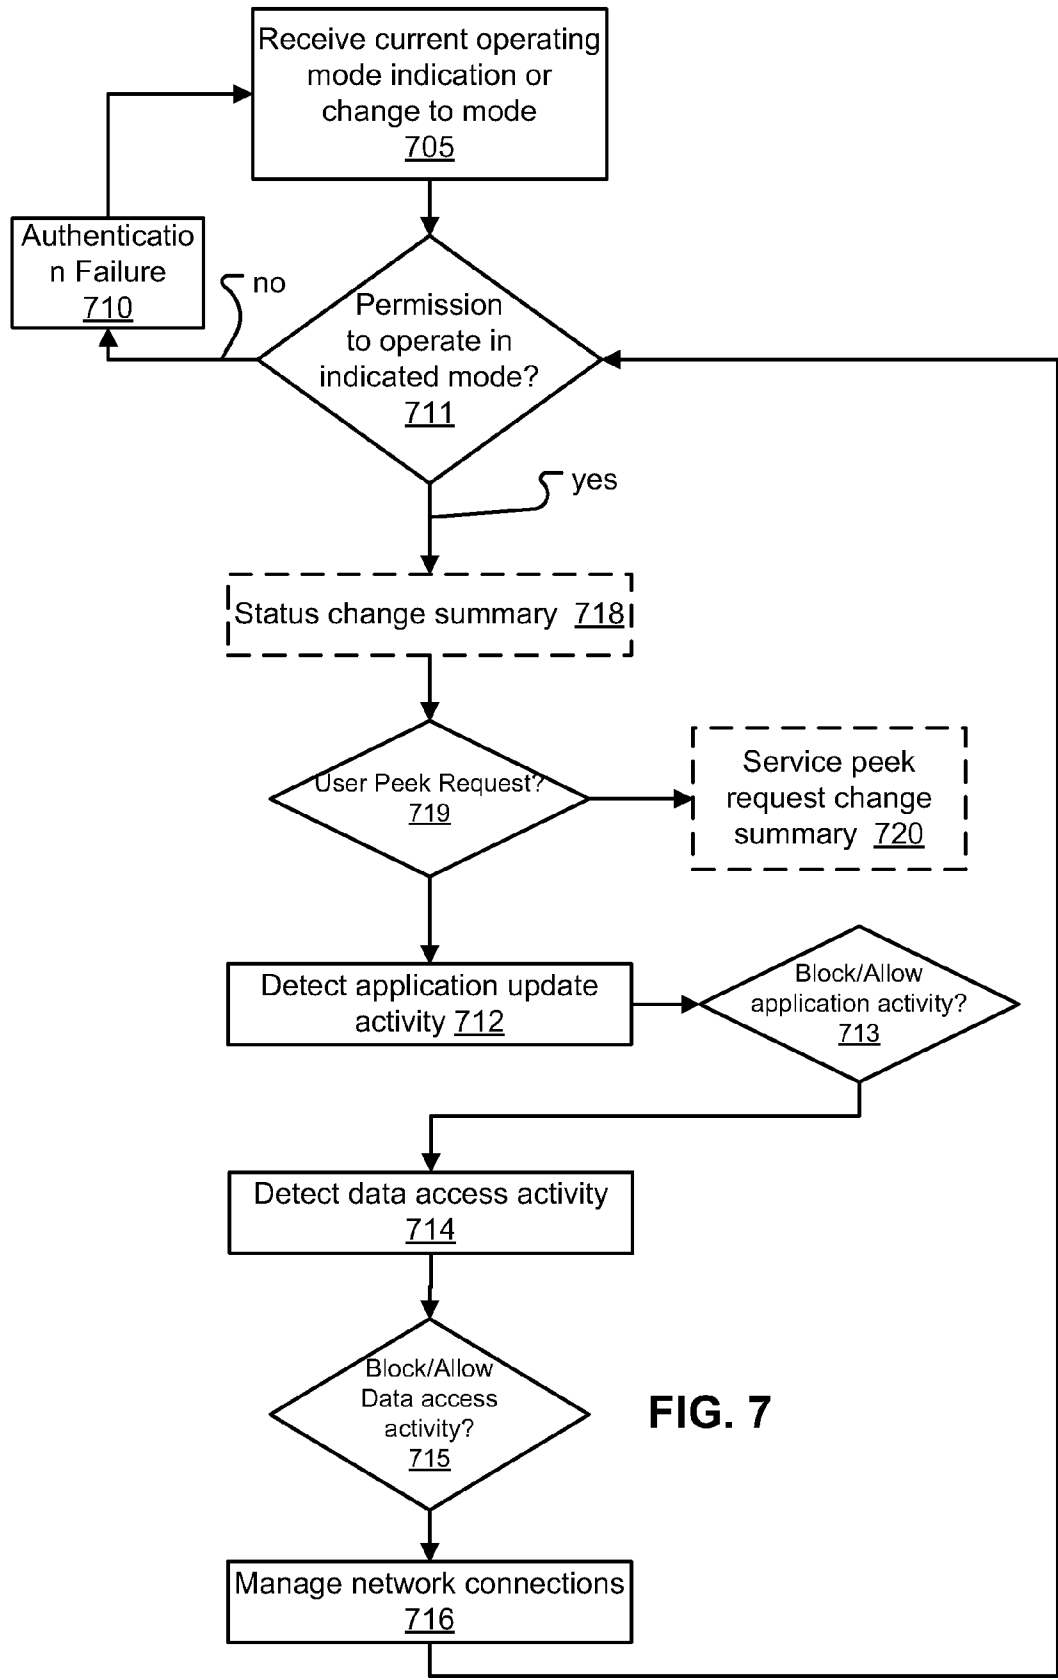 Receive current operating
mode indication or
change to mode
705
Authenticatio
n Failure
710
no
Permission
to operate in
indicated mode?
711
yes
Status change summary 718
User Peek Request?
719
Service peek
request change
summary 720
Detect application update
activity 712
Block/Allow
application activity?
713
Detect data access activity
714
Block/Allow
Data access
activity?
715
FIG. 7
Manage network connections
716